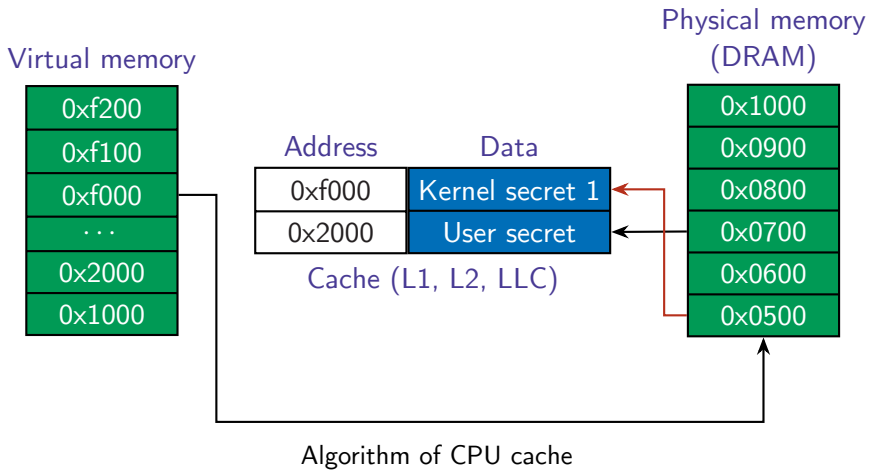 Physical memory
(DRAM)
Virtual memory
0xf200
0xf100
0xf000
· · ·
0x2000
0x1000
Address Data
0xf000 Kernel secret 1
0x2000 User secret
Cache (L1, L2, LLC)
0x1000
0x0900
0x0800
0x0700
0x0600
0x0500
Algorithm of CPU cache